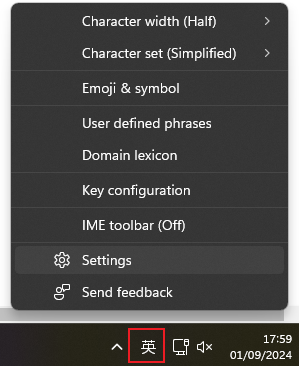 Character width (Half)
Character set (Simplified)
Emoji & symbol
User defined phrases
Domain lexicon
Key configuration
IME toolbar (Off)
Settings
Send feedback
英
17:59
01/09/2024